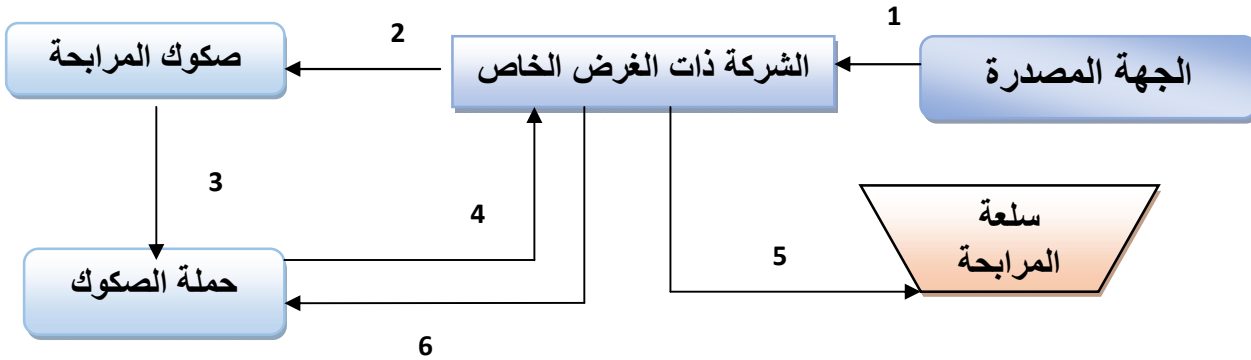 1
2
الجهة المصدرة
الشركة ذات الغرض الخاص
صكوك المرابحة
3
4
سلعة
المرابحة
5
حملة الصكوك
6